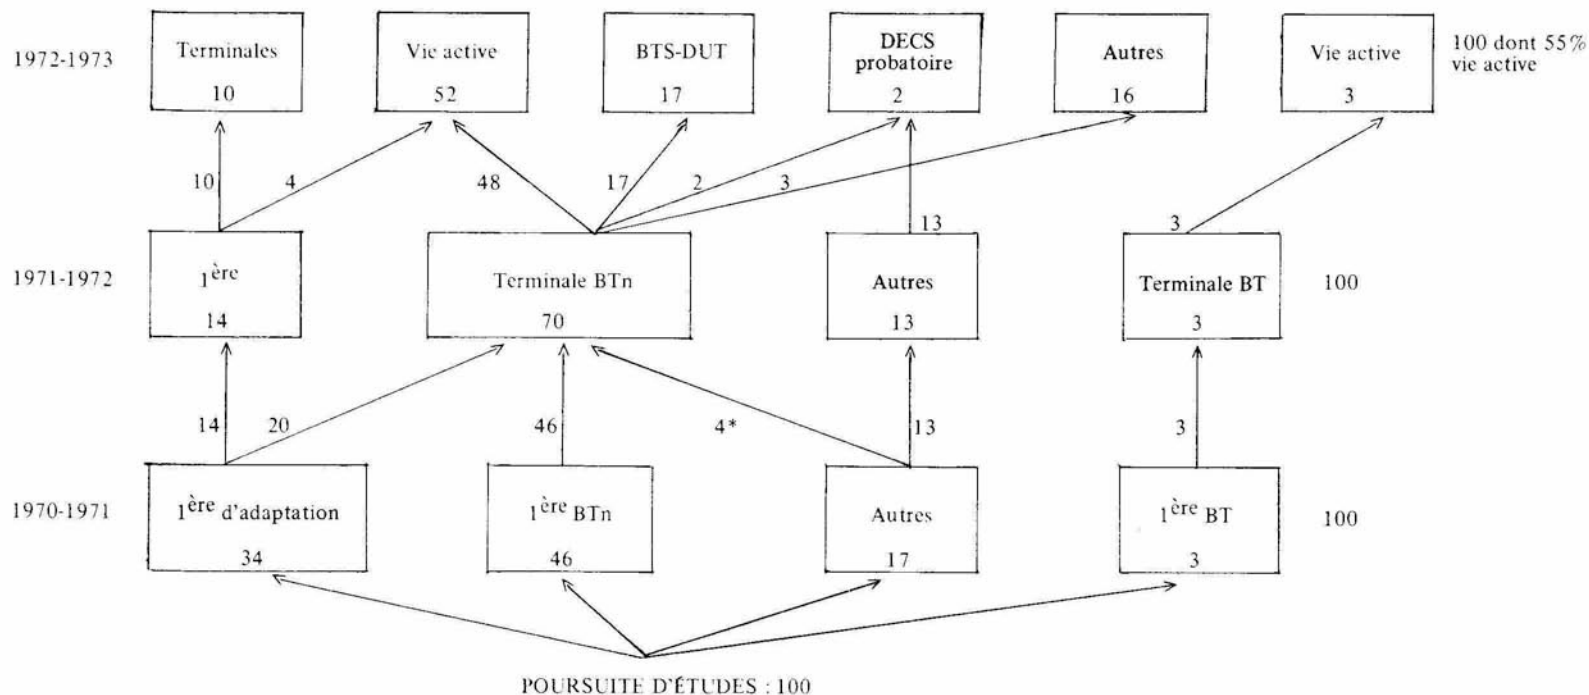 1972-1973
Terminales
10
Vie active
52
BTS-DUT
17
DECS
probatoire
2
Autres
16
Vie active
3
100 dont 55%
vie active
10
4
48
17
2
3
13
3
1971-1972
1ère
14
Terminale BTn
70
Autres
13
Terminale BT
3
100
14
20
46
4*
13
3
1970-1971
1ère d'adaptation
34
1ère BTn
46
Autres
17
1ère BT
3
100
POURSUITE D'ÉTUDES : 100